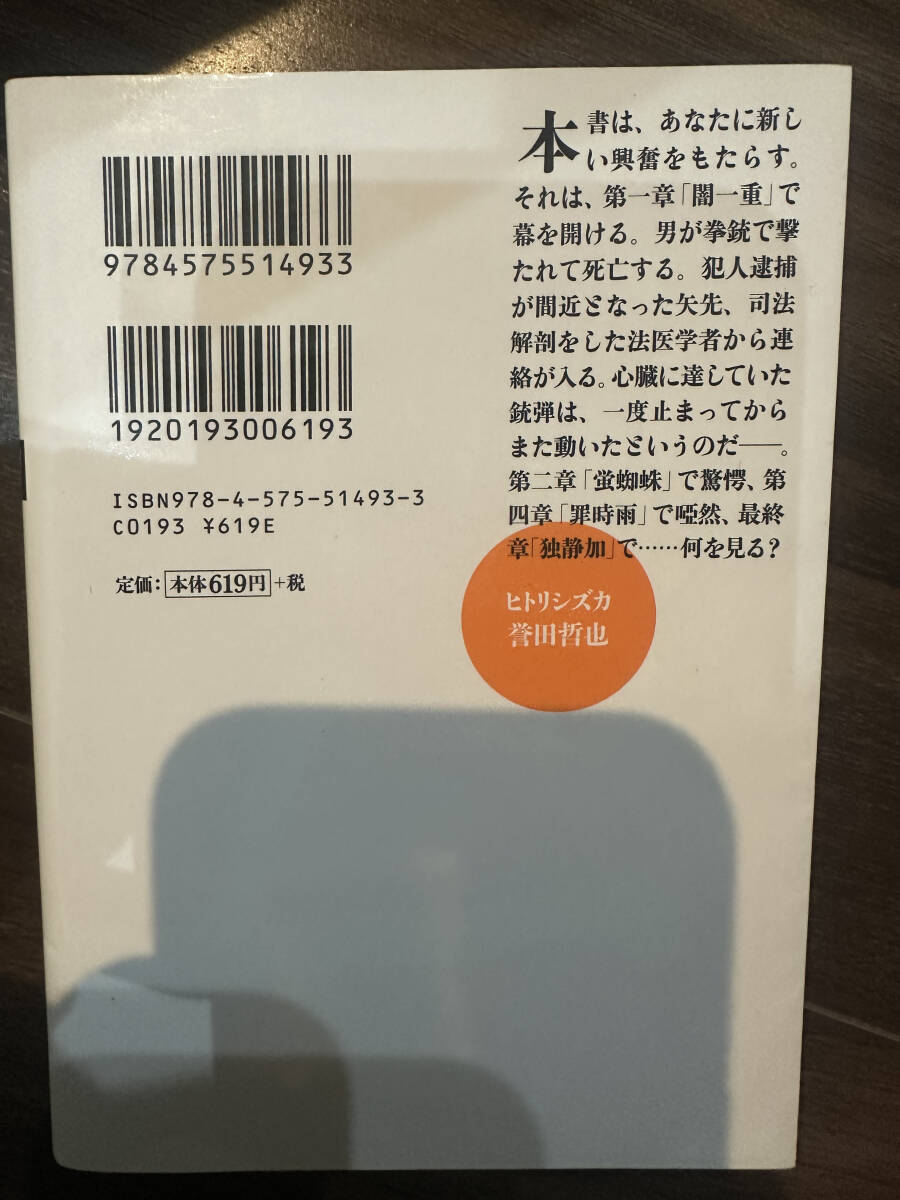 9784575514933
1920193006193
ISBN978-4-575-51493-3
C0193 ¥619E
定価：本体619円+税
本書は、あなたに新し
い興奮をもたらす。
それは、第一章「闇一重」で
幕を開ける。男が拳銃で撃
たれて死亡する。犯人逮捕
が間近となった矢先、司法
解剖をした法医学者から連
絡が入る。心臓に達していた
銃弾は、一度止まってから
また動いたというのだ――。
第二章「蛍蜘蛛」で驚愕、第
四章「罪時雨」で啞然、最終
章「独静加」で……何を見る？
ヒトリシズカ
誉田哲也